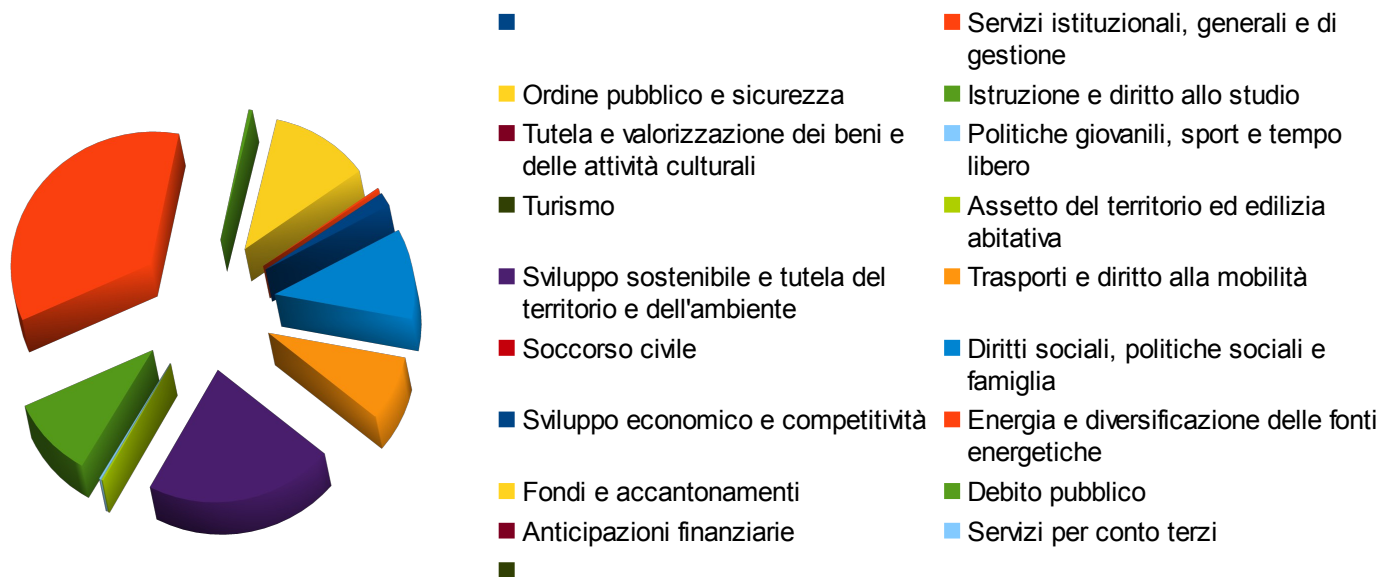 Servizi istituzionali, generali e di
gestione
Ordine pubblico e sicurezza
Istruzione e diritto allo studio
Tutela e valorizzazione dei beni e
delle attività culturali
Politiche giovanili, sport e tempo
libero
Turismo
Assetto del territorio ed edilizia
abitativa
Sviluppo sostenibile e tutela del
territorio e dell'ambiente
Trasporti e diritto alla mobilità
Soccorso civile
Diritti sociali, politiche sociali e
famiglia
Sviluppo economico e competitività
Energia e diversificazione delle fonti
energetiche
Fondi e accantonamenti
Debito pubblico
Anticipazioni finanziarie
Servizi per conto terzi